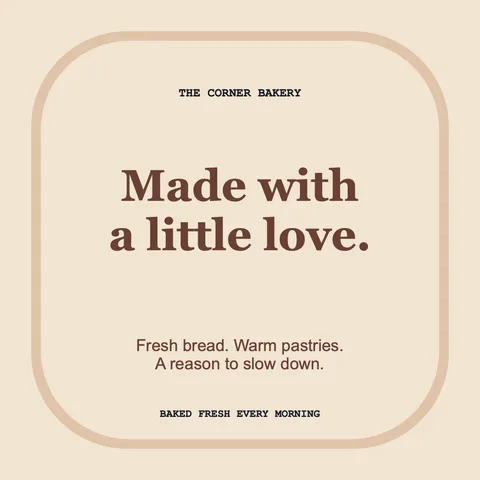 THE CORNER BAKERY
Made with
a little love.
Fresh bread. Warm pastries.
A reason to slow down.
BAKED FRESH EVERY MORNING